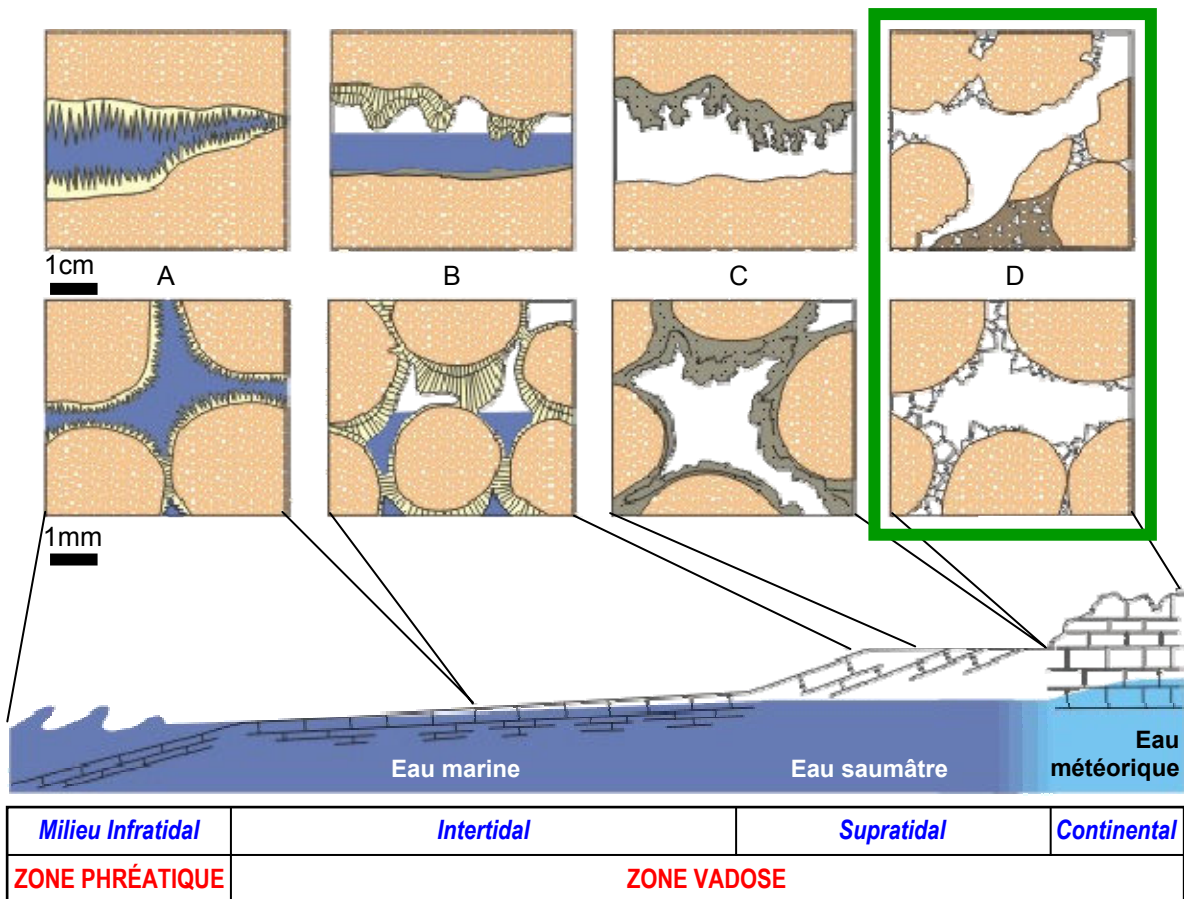 1cm
A
B
C
D
1mm
Eau marine
Eau saumâtre
Eau
météorique
Milieu Infratidal
Intertidal
Supratidal
Continental
ZONE PHRÉATIQUE
ZONE VADOSE